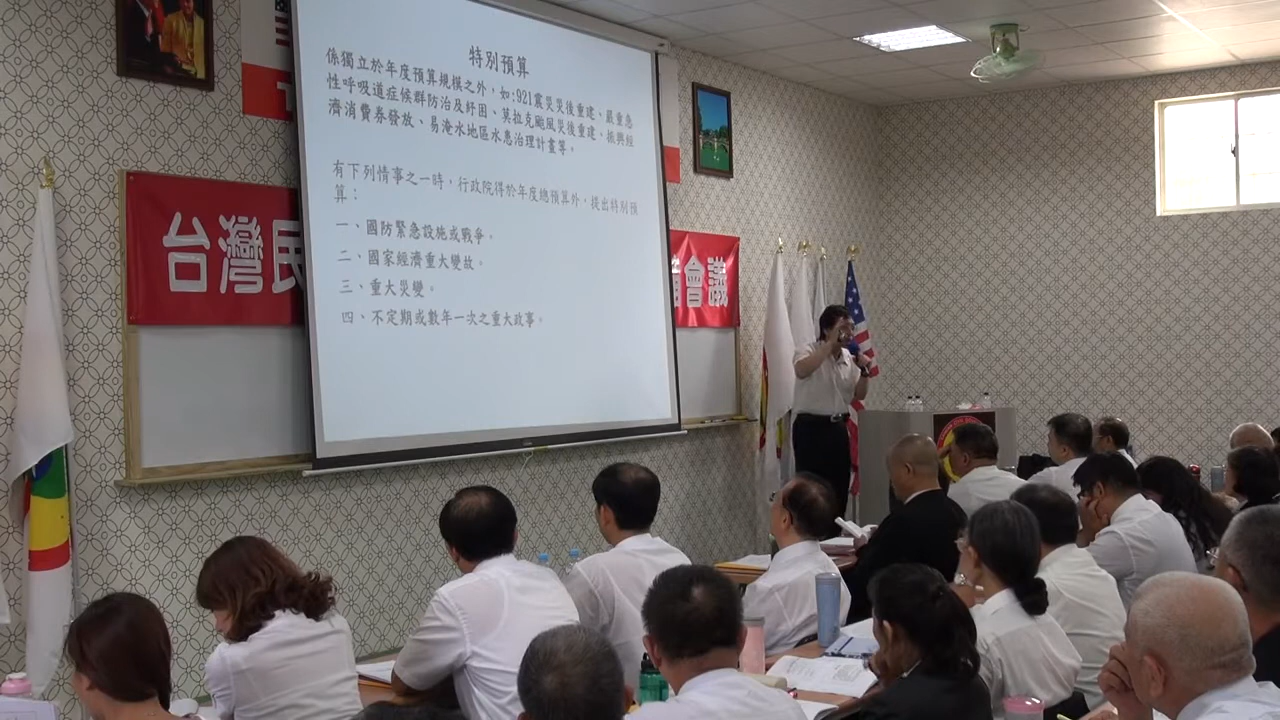 特別預算
係獨立於年度預算規模之外，如:921震災災後重建、嚴重急
性呼吸道症候群防治及紓困、莫拉克颱風災後重建、振興經
濟消費券發放、易淹水地區水患治理計畫等。
有下列情事之一時，行政院得於年度總預算外，提出特別預
算：
一、國防緊急設施或戰爭。
二、國家經濟重大變故。
三、重大災變。
四、不定期或數年一次之重大政事。
台灣民
會議